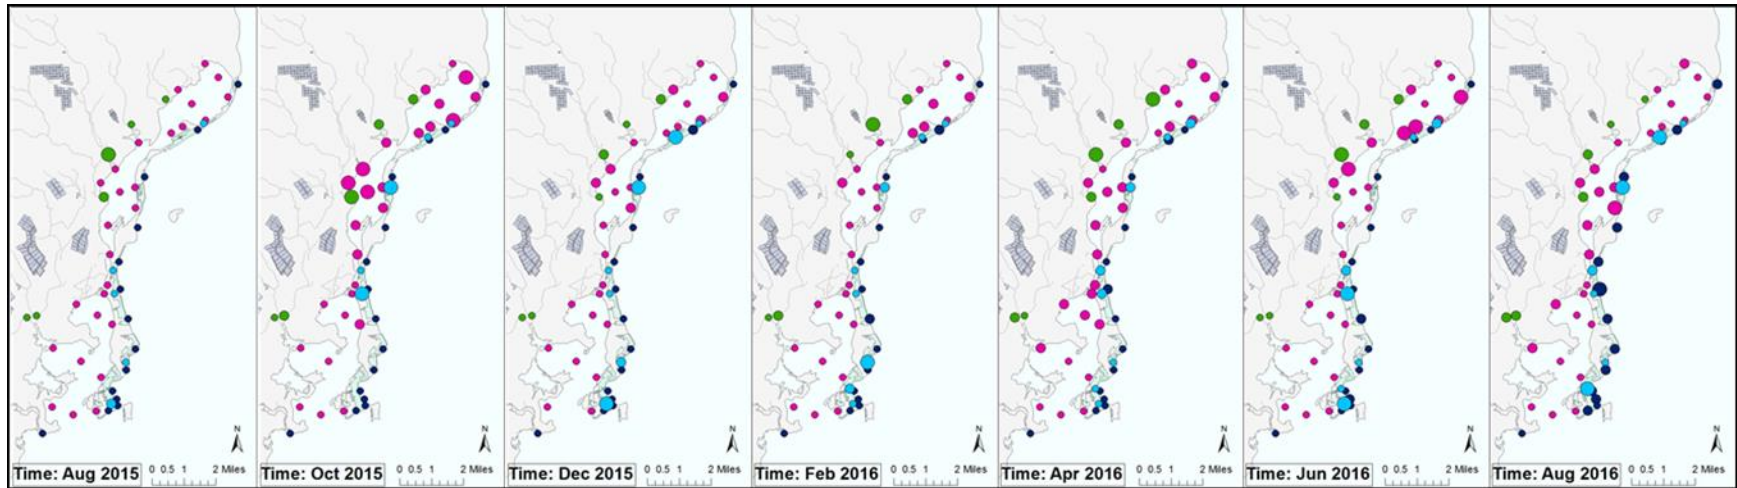 N
Time: Aug 2015 0 0.5 1 2 Miles
N
Time: Oct 2015 0 0.5 1 2 Miles
N
Time: Dec 2015 0 0.5 1 2 Miles
N
Time: Feb 2016 0 0.5 1 2 Miles
N
Time: Apr 2016 0 0.5 1 2 Miles
N
Time: Jun 2016 0 0.5 1 2 Miles
N
Time: Aug 2016 0 0.5 1 2 Miles